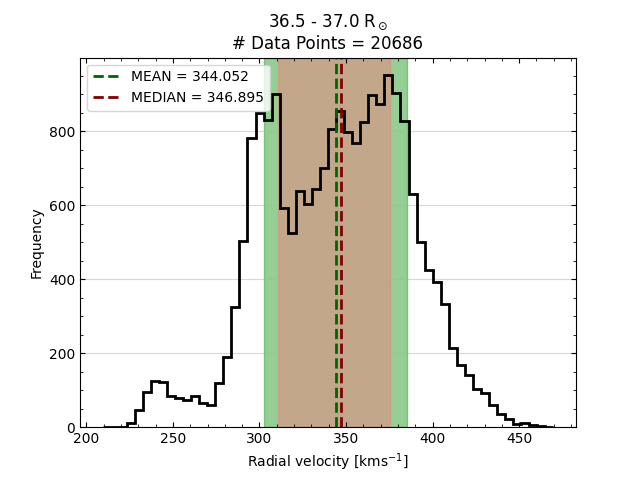 36.5 - 37.0 R⊙
# Data Points = 20686
MEAN = 344.052
MEDIAN = 346.895
Frequency
800
600
400
200
0
200 250 300 350 400 450
Radial velocity [kms⁻¹]